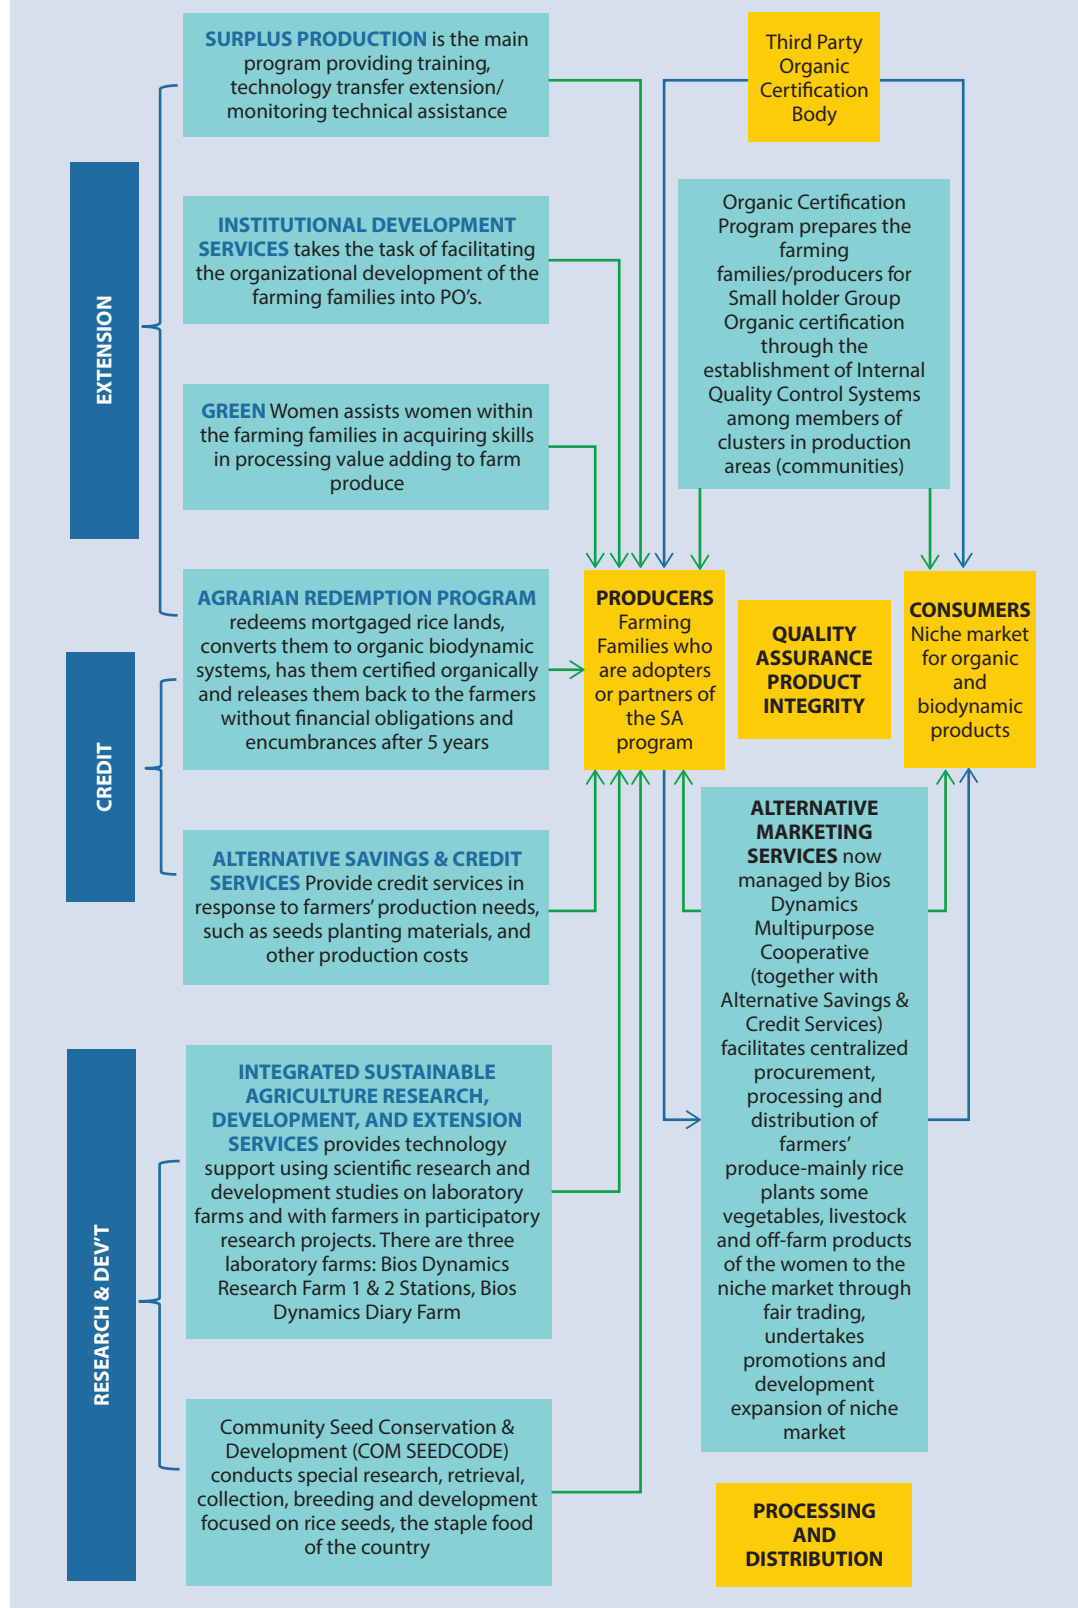 SURPLUS PRODUCTION is the main
program providing training,
technology transfer extension/
monitoring technical assistance
INSTITUTIONAL DEVELOPMENT
SERVICES takes the task of facilitating
the organizational development of the
farming families into PO's.
EXTENSION
GREEN Women assists women within
the farming families in acquiring skills
in processing value adding to farm
produce
AGRARIAN REDEMPTION PROGRAM
redeems mortgaged rice lands,
converts them to organic biodynamic
systems, has them certified organically
and releases them back to the farmers
without financial obligations and
encumbrances after 5 years
CREDIT
ALTERNATIVE SAVINGS & CREDIT
SERVICES Provide credit services in
response to farmers' production needs,
such as seeds planting materials, and
other production costs
INTEGRATED SUSTAINABLE
AGRICULTURE RESEARCH,
DEVELOPMENT, AND EXTENSION
SERVICES provides technology
support using scientific research and
development studies on laboratory
farms and with farmers in participatory
research projects. There are three
laboratory farms: Bios Dynamics
Research Farm 1 & 2 Stations, Bios
Dynamics Diary Farm
RESEARCH & DEV'T
Community Seed Conservation &
Development (COM SEEDCODE)
conducts special research, retrieval,
collection, breeding and development
focused on rice seeds, the staple food
of the country
Third Party
Organic
Certification
Body
Organic Certification
Program prepares the
farming
families/producers for
Small holder Group
Organic certification
through the
establishment of Internal
Quality Control Systems
among members of
clusters in production
areas (communities)
PRODUCERS
Farming
Families who
are adopters
or partners of
the SA
program
QUALITY
ASSURANCE
PRODUCT
INTEGRITY
CONSUMERS
Niche market
for organic
and
biodynamic
products
ALTERNATIVE
MARKETING
SERVICES now
managed by Bios
Dynamics
Multipurpose
Cooperative
(together with
Alternative Savings &
Credit Services)
facilitates centralized
procurement,
processing and
distribution of
farmers'
produce-mainly rice
plants some
vegetables, livestock
and off-farm products
of the women to the
niche market through
fair trading,
undertakes
promotions and
development
expansion of niche
market
PROCESSING
AND
DISTRIBUTION